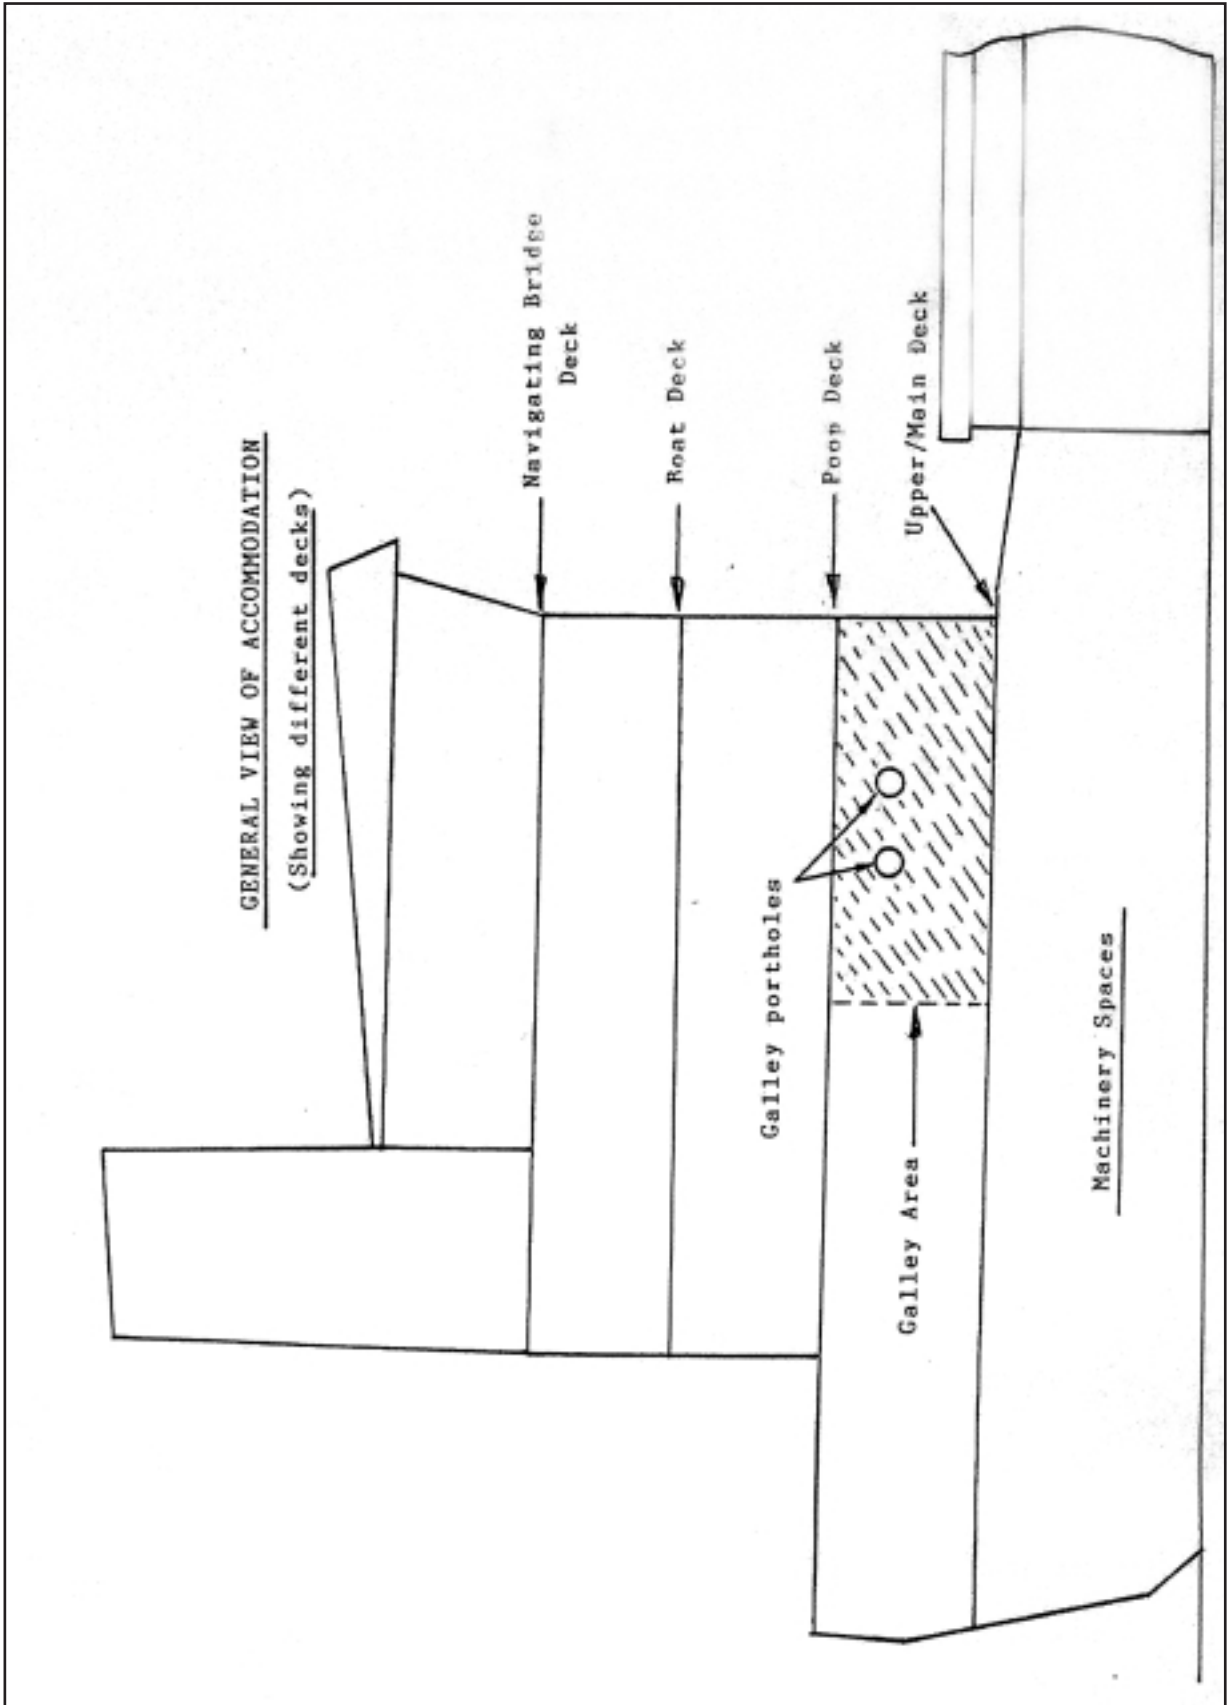 GENERAL VIEW OF ACCOMMODATION
(Showing different decks)
Navigating Bridge
Deck
Boat Deck
Poop Deck
Upper/Main Deck
Galley portholes
Galley Area
Machinery Spaces